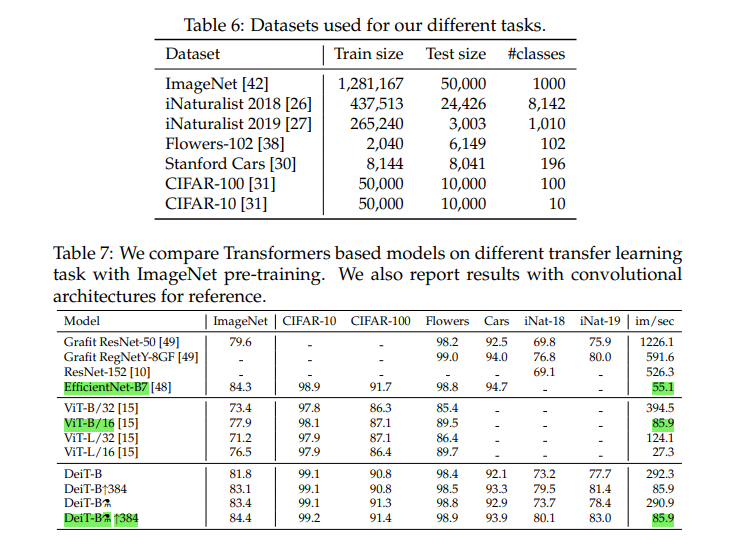 Table 6: Datasets used for our different tasks.
Dataset Train size Test size #classes
ImageNet [42] 1,281,167 50,000 1000
iNaturalist 2018 [26] 437,513 24,426 8,142
iNaturalist 2019 [27] 265,240 3,003 1,010
Flowers-102 [38] 2,040 6,149 102
Stanford Cars [30] 8,144 8,041 196
CIFAR-100 [31] 50,000 10,000 100
CIFAR-10 [31] 50,000 10,000 10
Table 7: We compare Transformers based models on different transfer learning
task with ImageNet pre-training. We also report results with convolutional
architectures for reference.
Model ImageNet CIFAR-10 CIFAR-100 Flowers Cars iNat-18 iNat-19 im/sec
Grafit ResNet-50 [49] 79.6 - - 98.2 92.5 69.8 75.9 1226.1
Grafit RegNetY-8GF [49] - - - 99.0 94.0 76.8 80.0 591.6
ResNet-152 [10] - - - - - 69.1 - 526.3
EfficientNet-B7 [48] 84.3 98.9 91.7 98.8 94.7 - - 55.1
ViT-B/32 [15] 73.4 97.8 86.3 85.4 - - - 394.5
ViT-B/16 [15] 77.9 98.1 87.1 89.5 - - - 85.9
ViT-L/32 [15] 71.2 97.9 87.1 86.4 - - - 124.1
ViT-L/16 [15] 76.5 97.9 86.4 89.7 - - - 27.3
DeiT-B 81.8 99.1 90.8 98.4 92.1 73.2 77.7 292.3
DeiT-B↑384 83.1 99.1 90.8 98.5 93.3 79.5 81.4 85.9
DeiT-B⚗ 83.4 99.1 91.3 98.8 92.9 73.7 78.4 290.9
DeiT-B⚗ ↑384 84.4 99.2 91.4 98.9 93.9 80.1 83.0 85.9